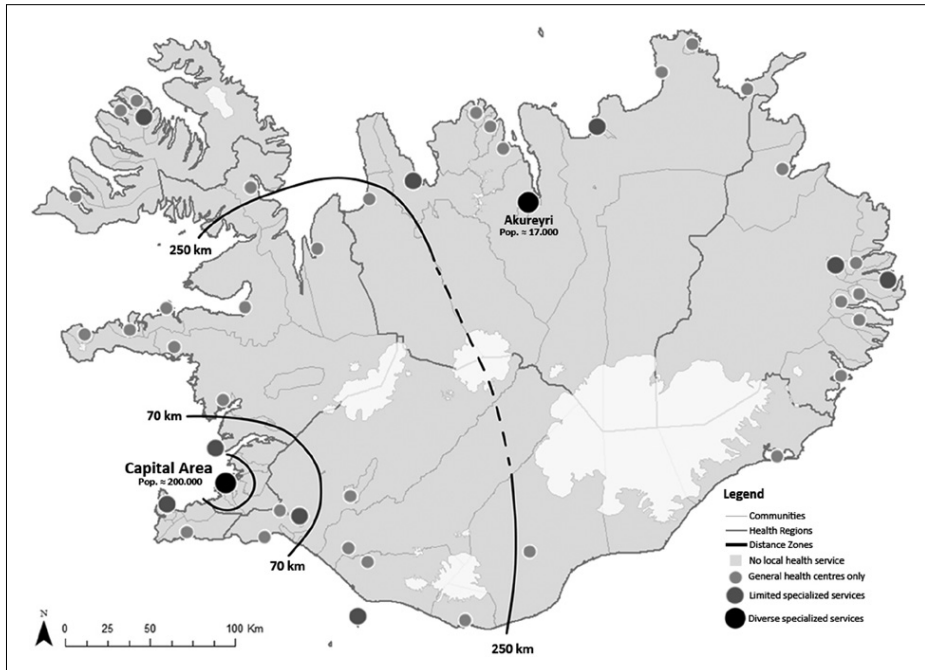 250 km
Akureyri
Pop. ≈ 17.000
70 km
Capital Area
Pop. ≈ 200.000
70 km
250 km
Legend
Communities
Health Regions
Distance Zones
No local health service
General health centres only
Limited specialized services
Diverse specialized services
N
0 25 50 100 Km